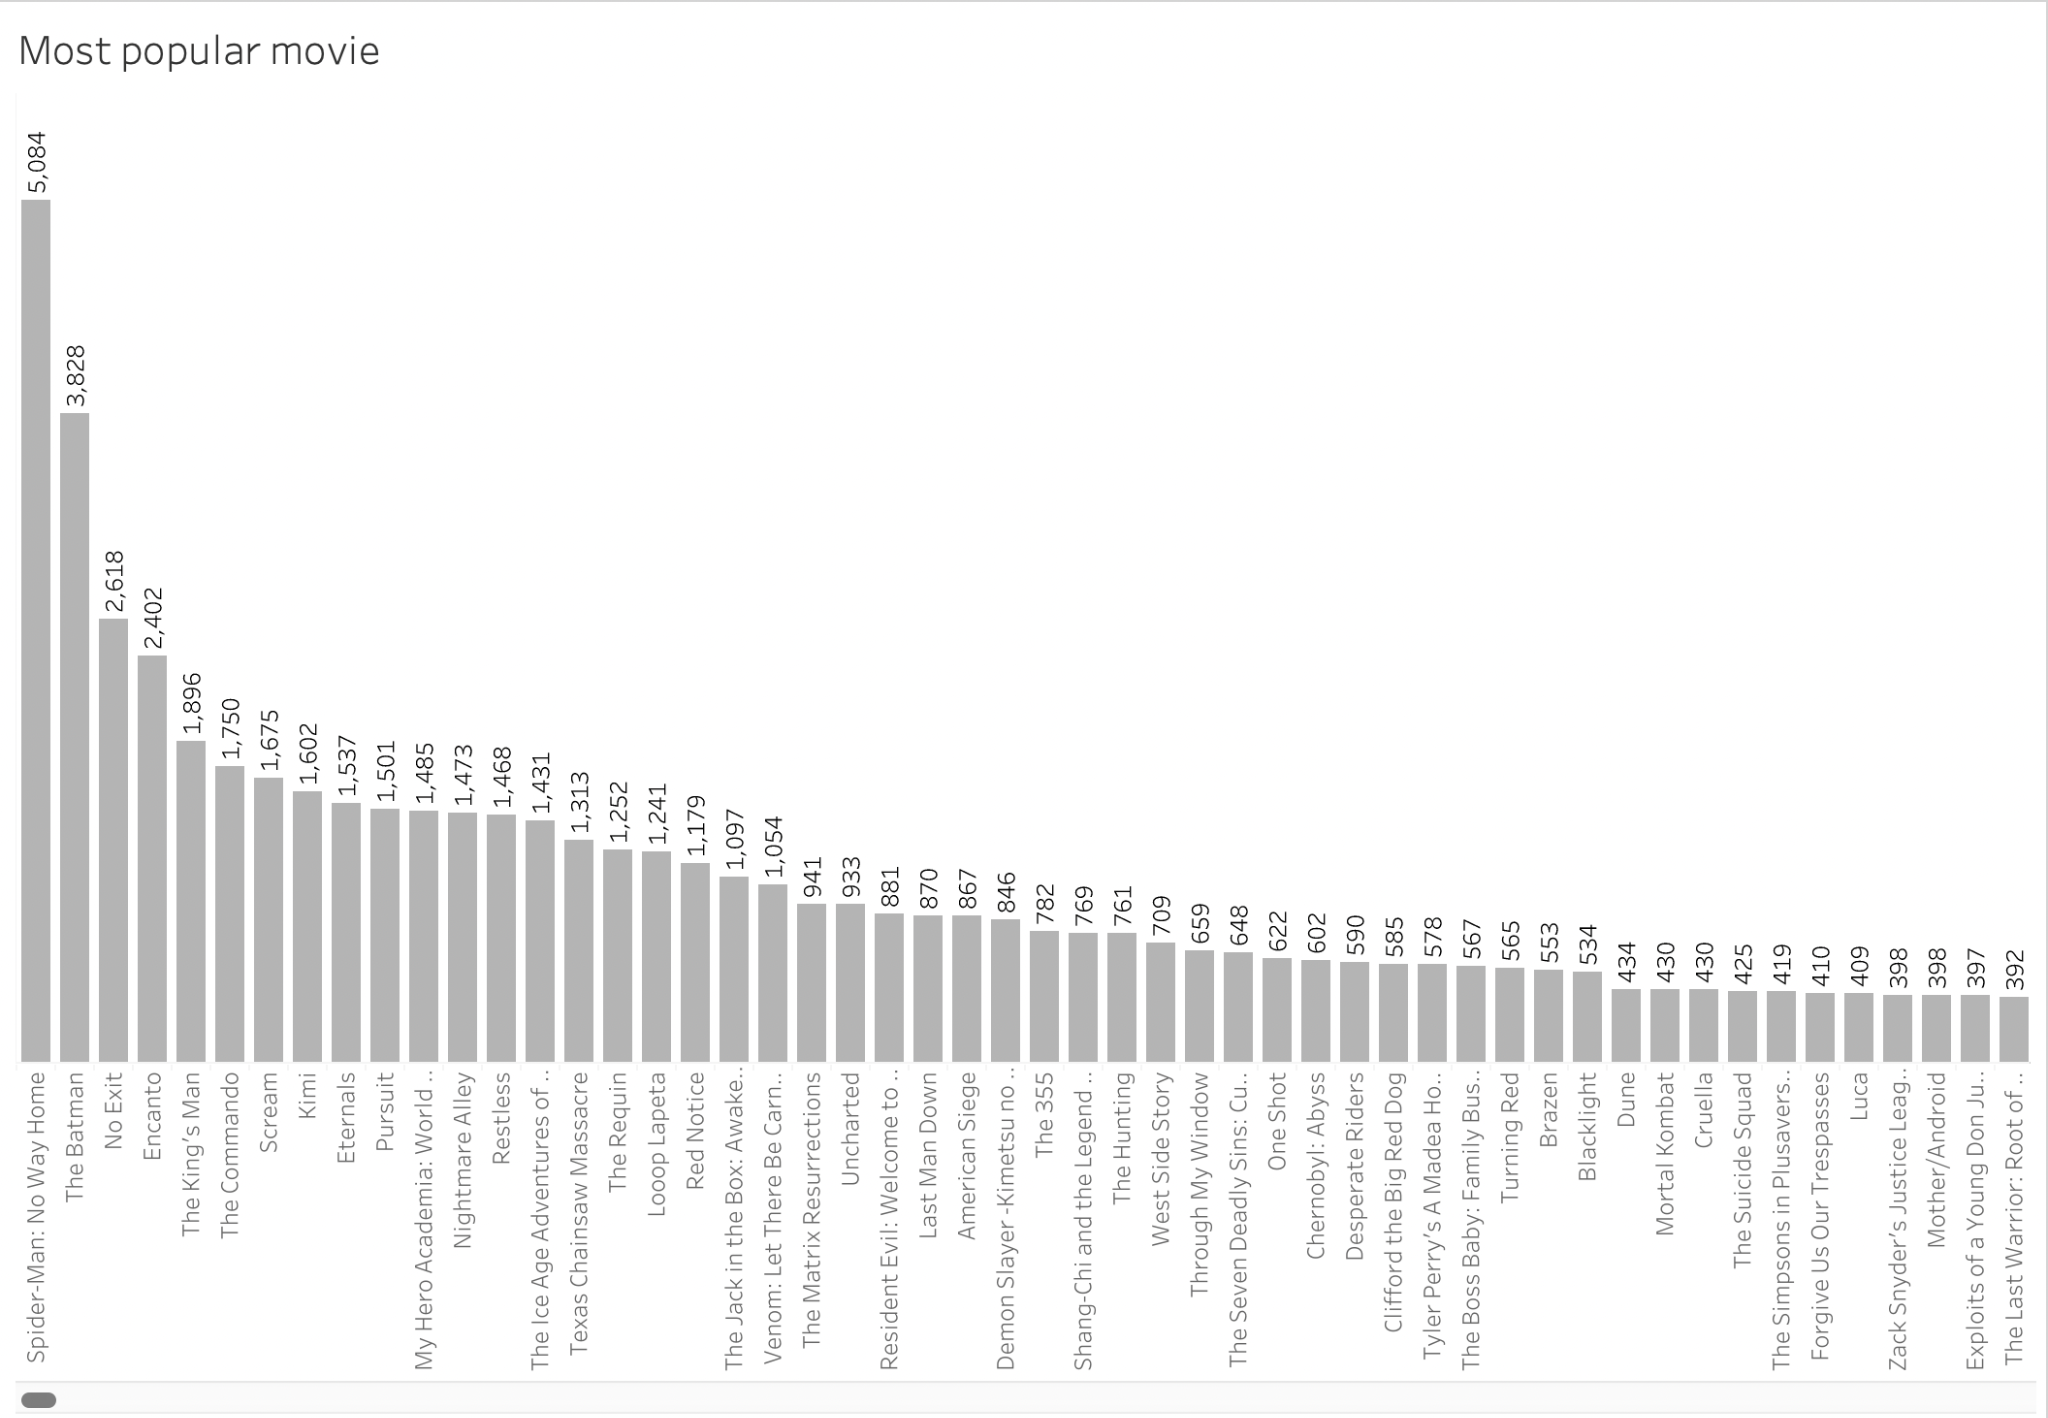 Most popular movie
5,084
3,828
2,618
2,402
1,896
1,750
1,675
1,602
1,537
1,501
1,485
1,473
1,468
1,431
1,313
1,252
1,241
1,179
1,097
1,054
941
933
881
870
867
846
782
769
761
709
659
648
622
602
590
585
578
567
565
553
534
434
430
430
425
419
410
409
398
398
397
392
Spider-Man: No Way Home
The Batman
No Exit
Encanto
The King's Man
The Commando
Scream
Kimi
Eternals
Pursuit
My Hero Academia: World ..
Nightmare Alley
Restless
The Ice Age Adventures of ..
Texas Chainsaw Massacre
The Requin
Looop Lapeta
Red Notice
The Jack in the Box: Awake..
Venom: Let There Be Carn..
The Matrix Resurrections
Uncharted
Resident Evil: Welcome to..
Last Man Down
American Siege
Demon Slayer -Kimetsu no ..
The 355
Shang-Chi and the Legend ..
The Hunting
West Side Story
Through My Window
The Seven Deadly Sins: Cu..
One Shot
Chernobyl: Abyss
Desperate Riders
Clifford the Big Red Dog
Tyler Perry's A Madea Ho..
The Boss Baby: Family Bus..
Turning Red
Brazen
Blacklight
Dune
Mortal Kombat
Cruella
The Suicide Squad
The Simpsons in Plusavers..
Forgive Us Our Trespasses
Luca
Zack Snyder's Justice Leag..
Mother/Android
Exploits of a Young Don Ju..
The Last Warrior: Root of ..